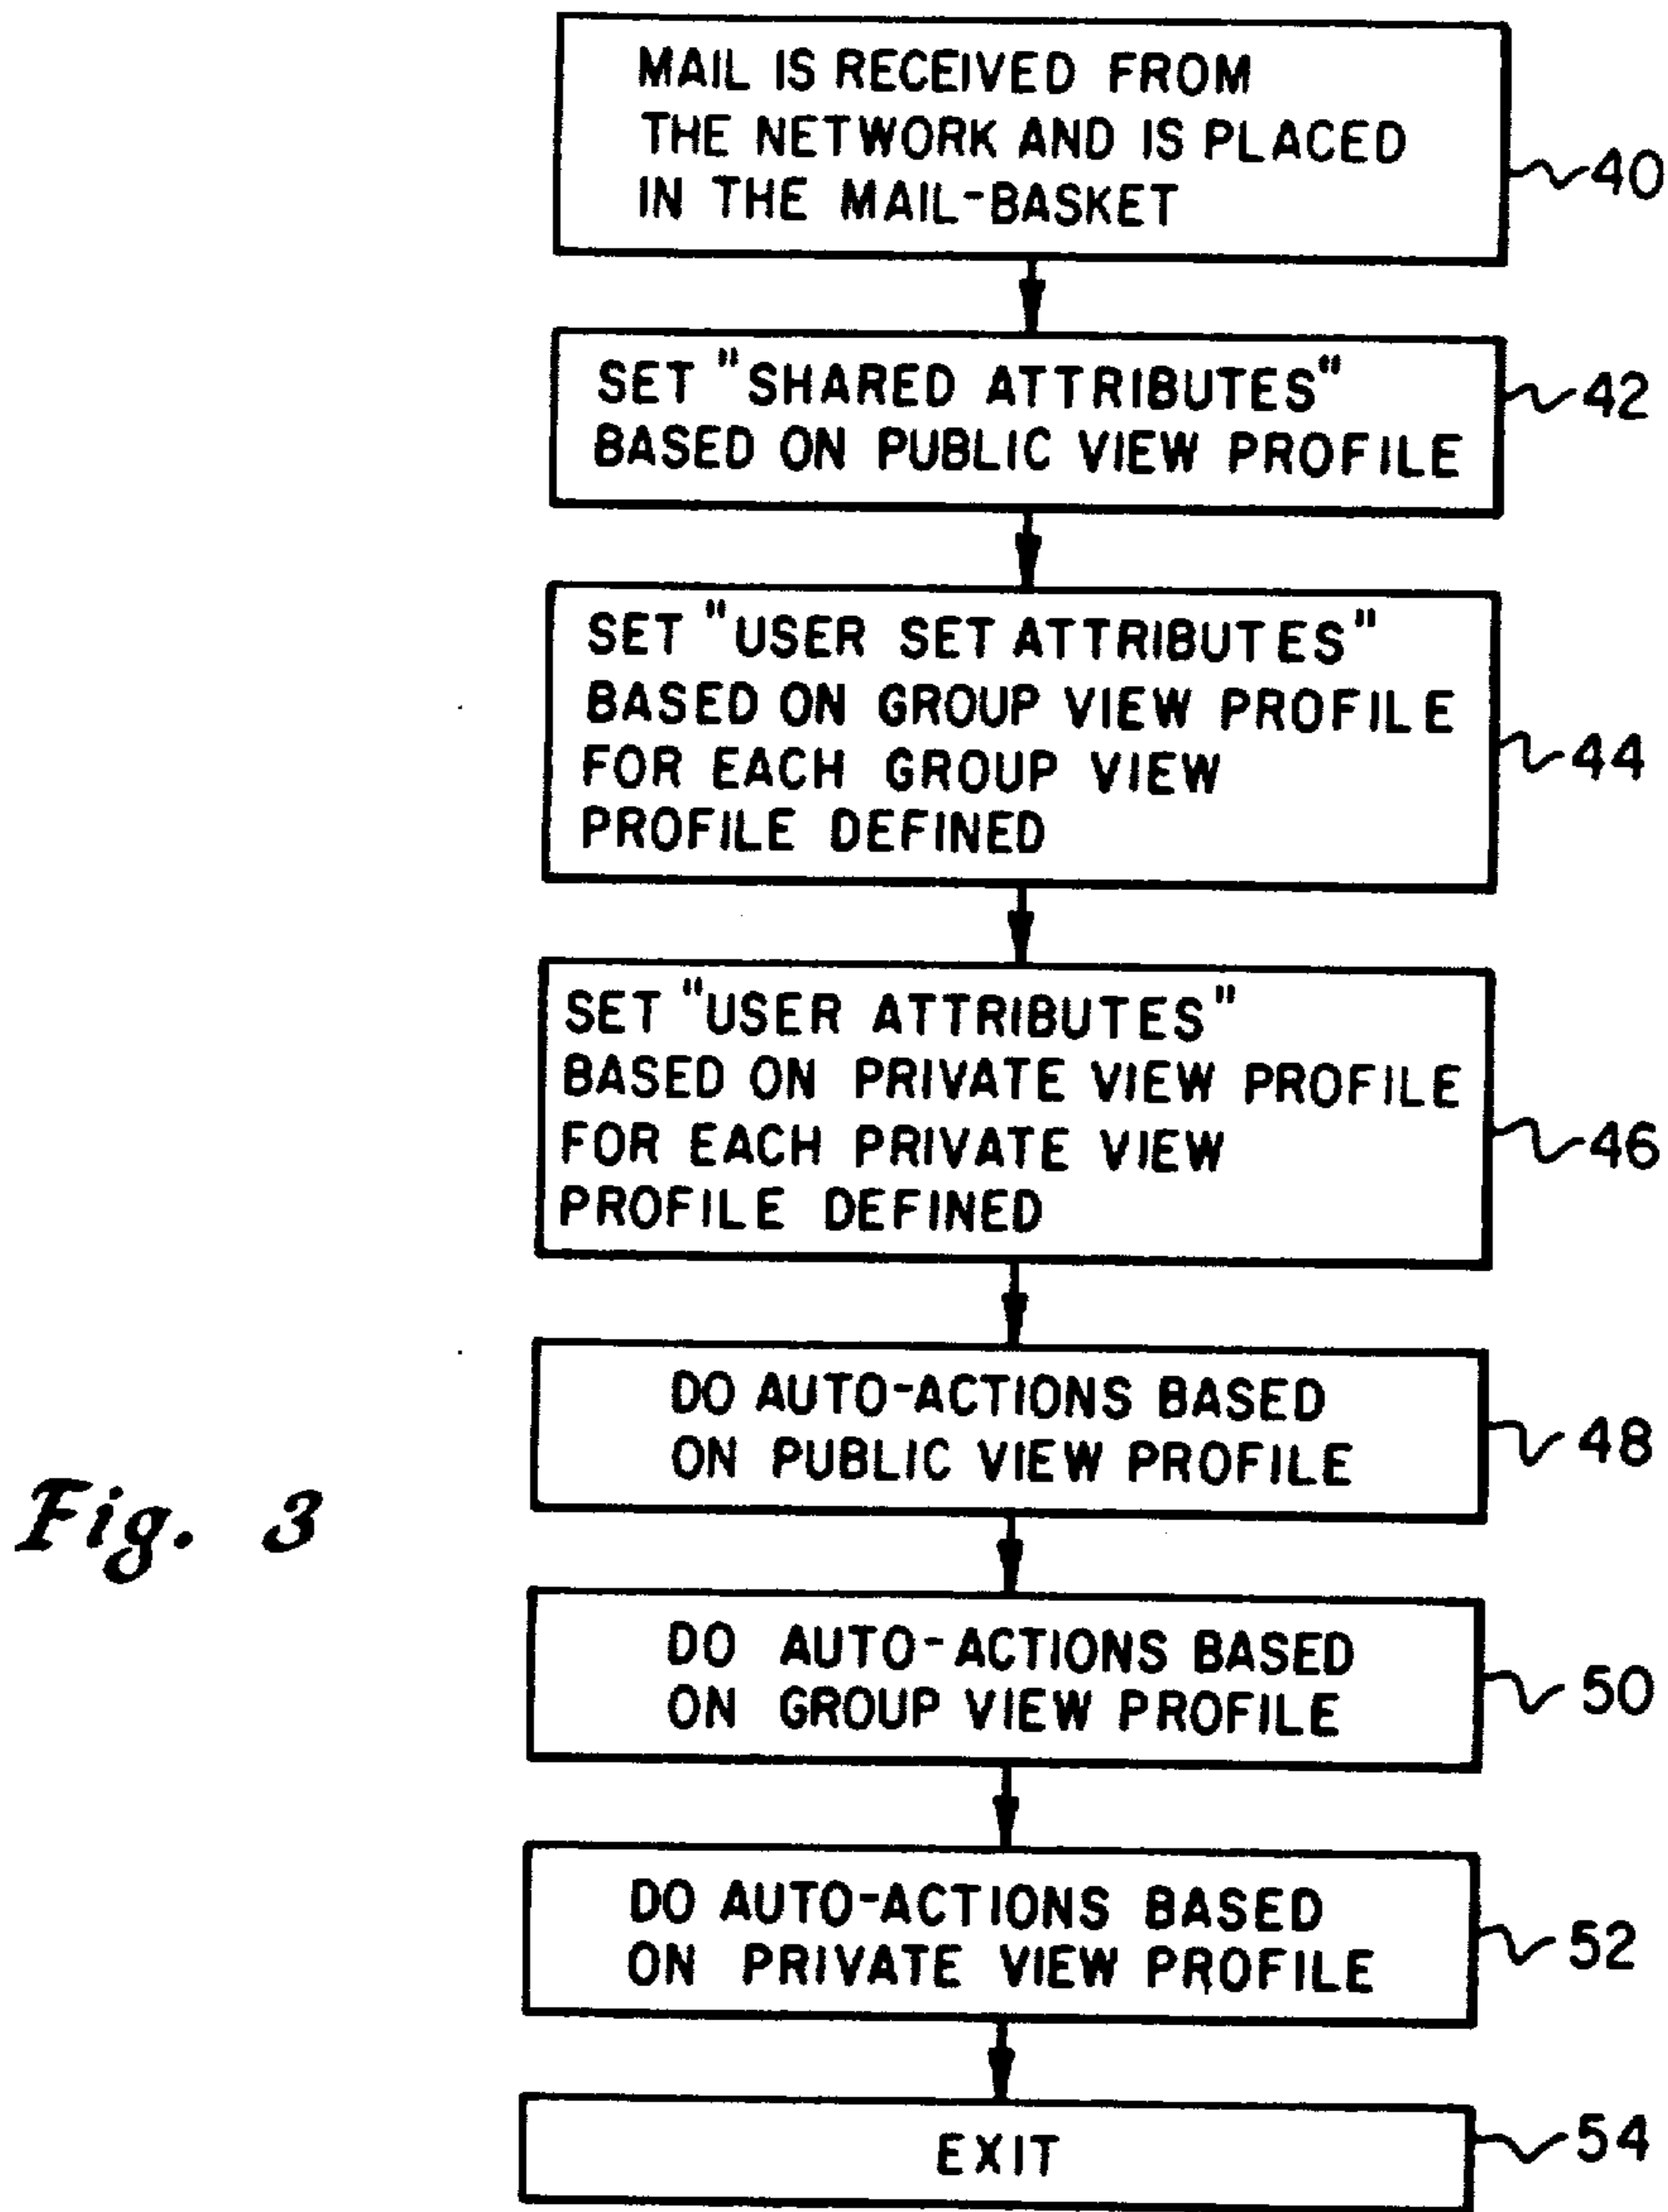 MAIL IS RECEIVED FROM
THE NETWORK AND IS PLACED
IN THE MAIL-BASKET
40
SET "SHARED ATTRIBUTES"
BASED ON PUBLIC VIEW PROFILE
42
SET "USER SET ATTRIBUTES"
BASED ON GROUP VIEW PROFILE
FOR EACH GROUP VIEW
PROFILE DEFINED
44
SET "USER ATTRIBUTES"
BASED ON PRIVATE VIEW PROFILE
FOR EACH PRIVATE VIEW
PROFILE DEFINED
46
DO AUTO-ACTIONS BASED
ON PUBLIC VIEW PROFILE
48
Fig. 3
DO AUTO-ACTIONS BASED
ON GROUP VIEW PROFILE
50
DO AUTO-ACTIONS BASED
ON PRIVATE VIEW PROFILE
52
EXIT
54